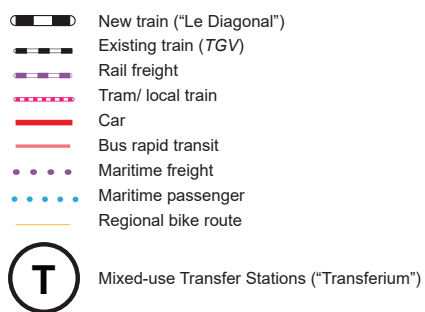 New train (“Le Diagonal”)
Existing train (TGV)
Rail freight
Tram/ local train
Car
Bus rapid transit
Maritime freight
Maritime passenger
Regional bike route
T
Mixed-use Transfer Stations (“Transferium”)